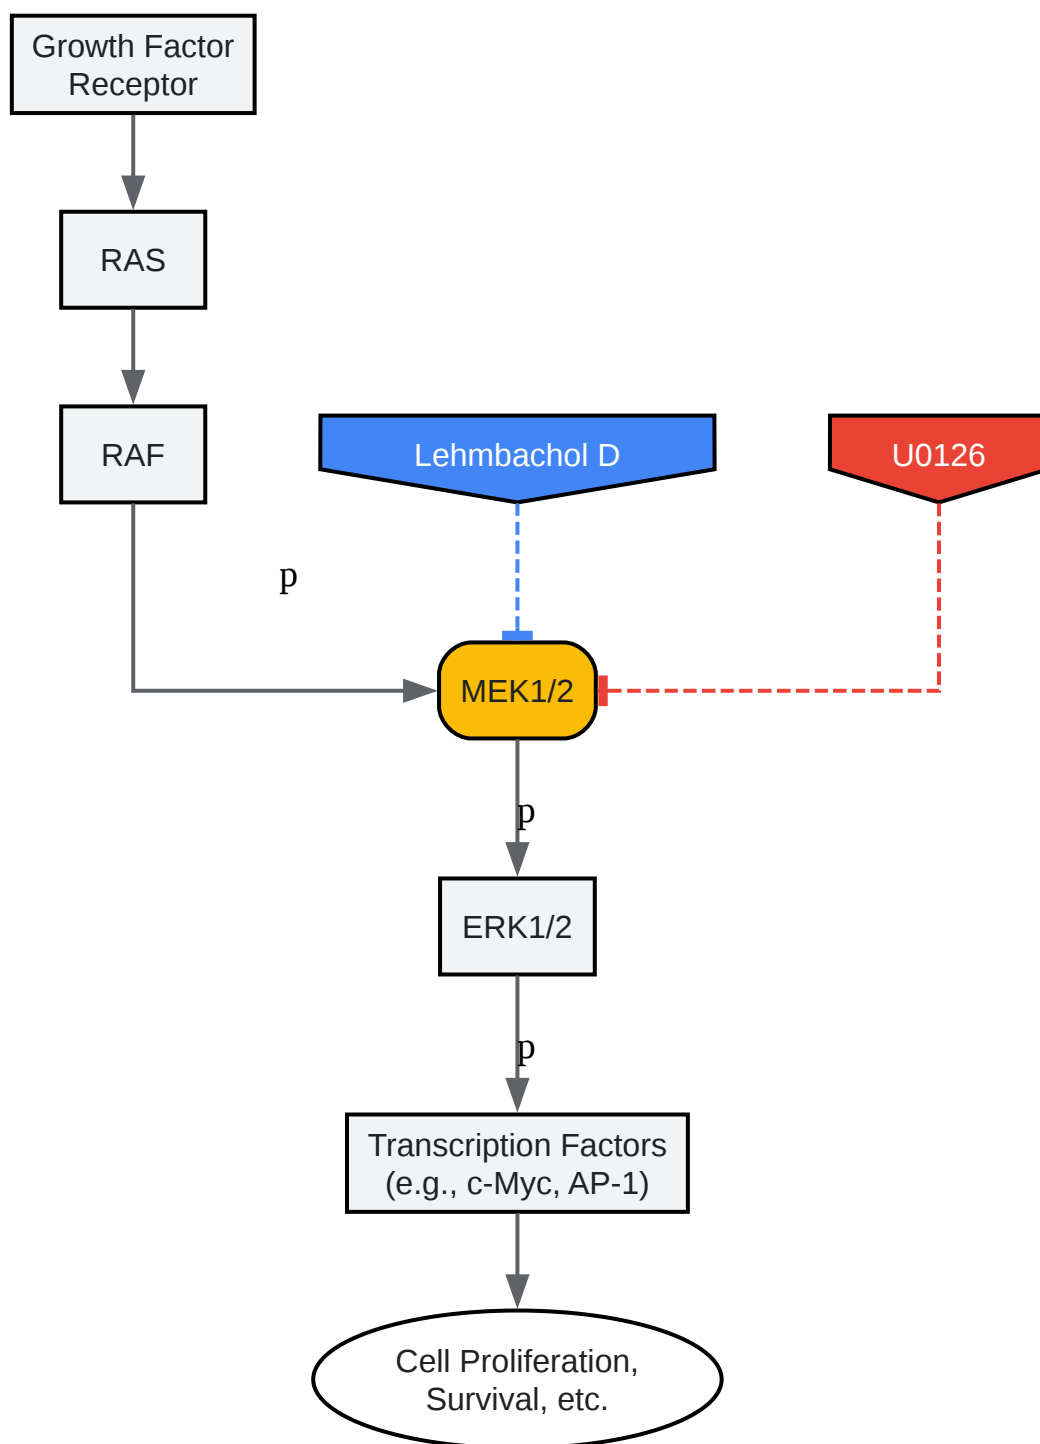 Growth Factor
Receptor
RAS
RAF
Lehmbachol D
U0126
p
MEK1/2
p
ERK1/2
p
Transcription Factors
(e.g., c-Myc, AP-1)
Cell Proliferation,
Survival, etc.